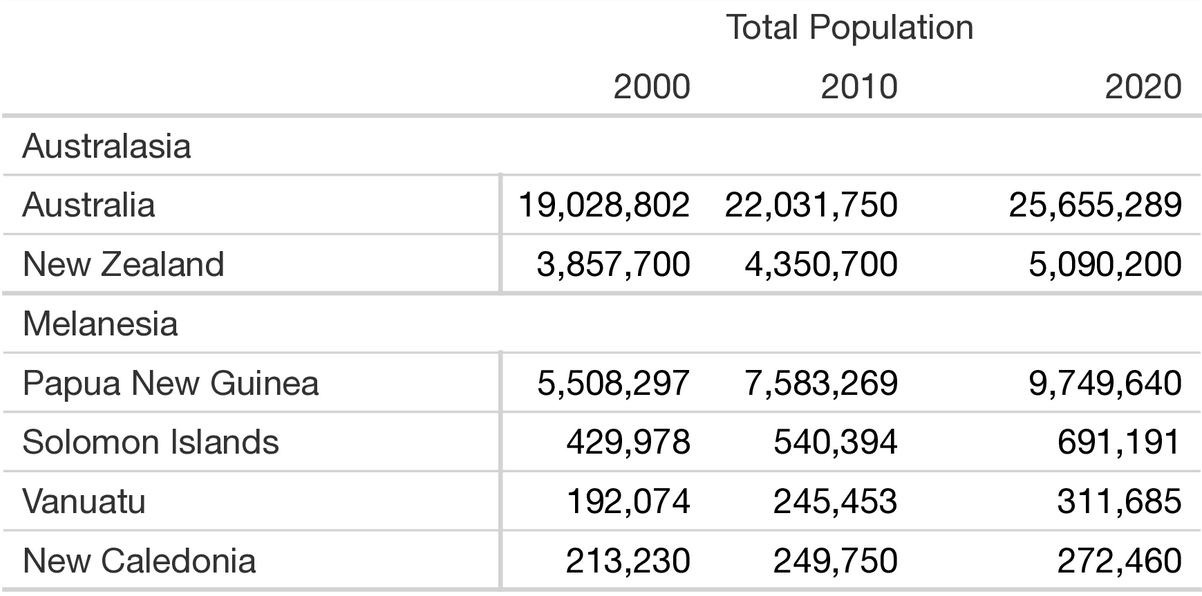 Total Population
2000 2010 2020
Australasia
Australia 19,028,802 22,031,750 25,655,289
New Zealand 3,857,700 4,350,700 5,090,200
Melanesia
Papua New Guinea 5,508,297 7,583,269 9,749,640
Solomon Islands 429,978 540,394 691,191
Vanuatu 192,074 245,453 311,685
New Caledonia 213,230 249,750 272,460